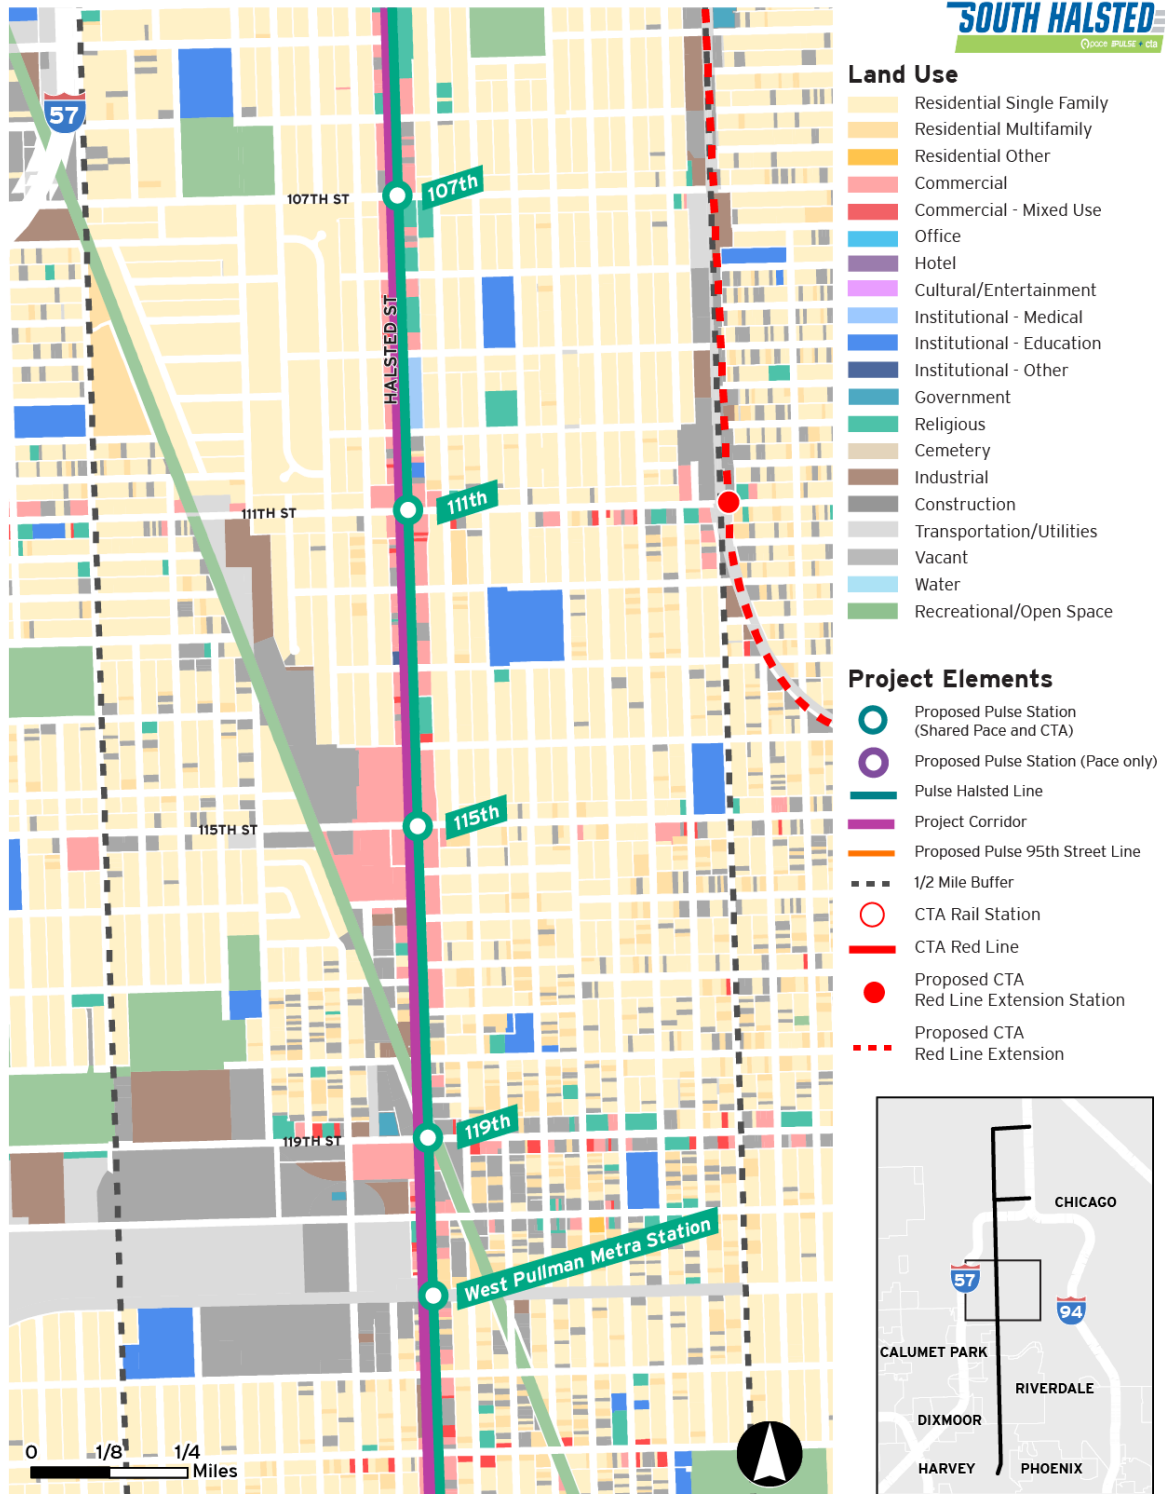 SOUTH HALSTED
pace PULSE + cta
57
107TH ST
107th
HALSTED ST
111TH ST
111th
115TH ST
115th
119TH ST
119th
West Pullman Metra Station
0 1/8 1/4
Miles
Land Use
Residential Single Family
Residential Multifamily
Residential Other
Commercial
Commercial - Mixed Use
Office
Hotel
Cultural/Entertainment
Institutional - Medical
Institutional - Education
Institutional - Other
Government
Religious
Cemetery
Industrial
Construction
Transportation/Utilities
Vacant
Water
Recreational/Open Space
Project Elements
Proposed Pulse Station
(Shared Pace and CTA)
Proposed Pulse Station (Pace only)
Pulse Halsted Line
Project Corridor
Proposed Pulse 95th Street Line
1/2 Mile Buffer
CTA Rail Station
CTA Red Line
Proposed CTA
Red Line Extension Station
Proposed CTA
Red Line Extension
CHICAGO
57
94
CALUMET PARK
RIVERDALE
DIXMOOR
HARVEY
PHOENIX